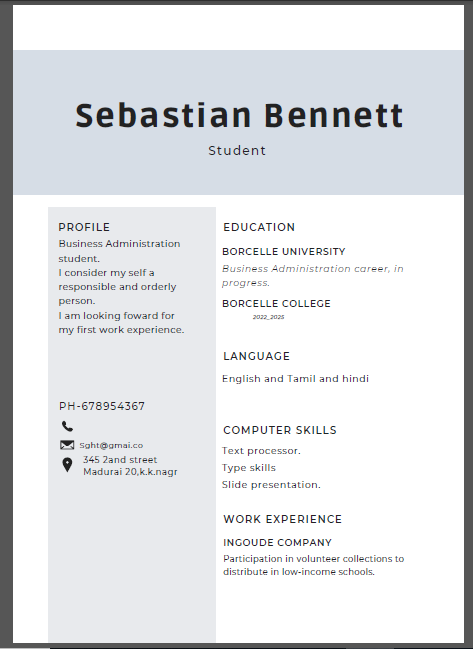 Sebastian Bennett
Student
PROFILE
Business Administration
student.
I consider my self a
responsible and orderly
person.
I am looking foward for
my first work experience.
PH-678954367
Sght@gmai.co
345 2and street
Madurai 20,k.k.nagr
EDUCATION
BORCELLE UNIVERSITY
Business Administration career, in
progress.
BORCELLE COLLEGE
2022_2025
LANGUAGE
English and Tamil and hindi
COMPUTER SKILLS
Text processor.
Type skills
Slide presentation.
WORK EXPERIENCE
INGOUDE COMPANY
Participation in volunteer collections to
distribute in low-income schools.